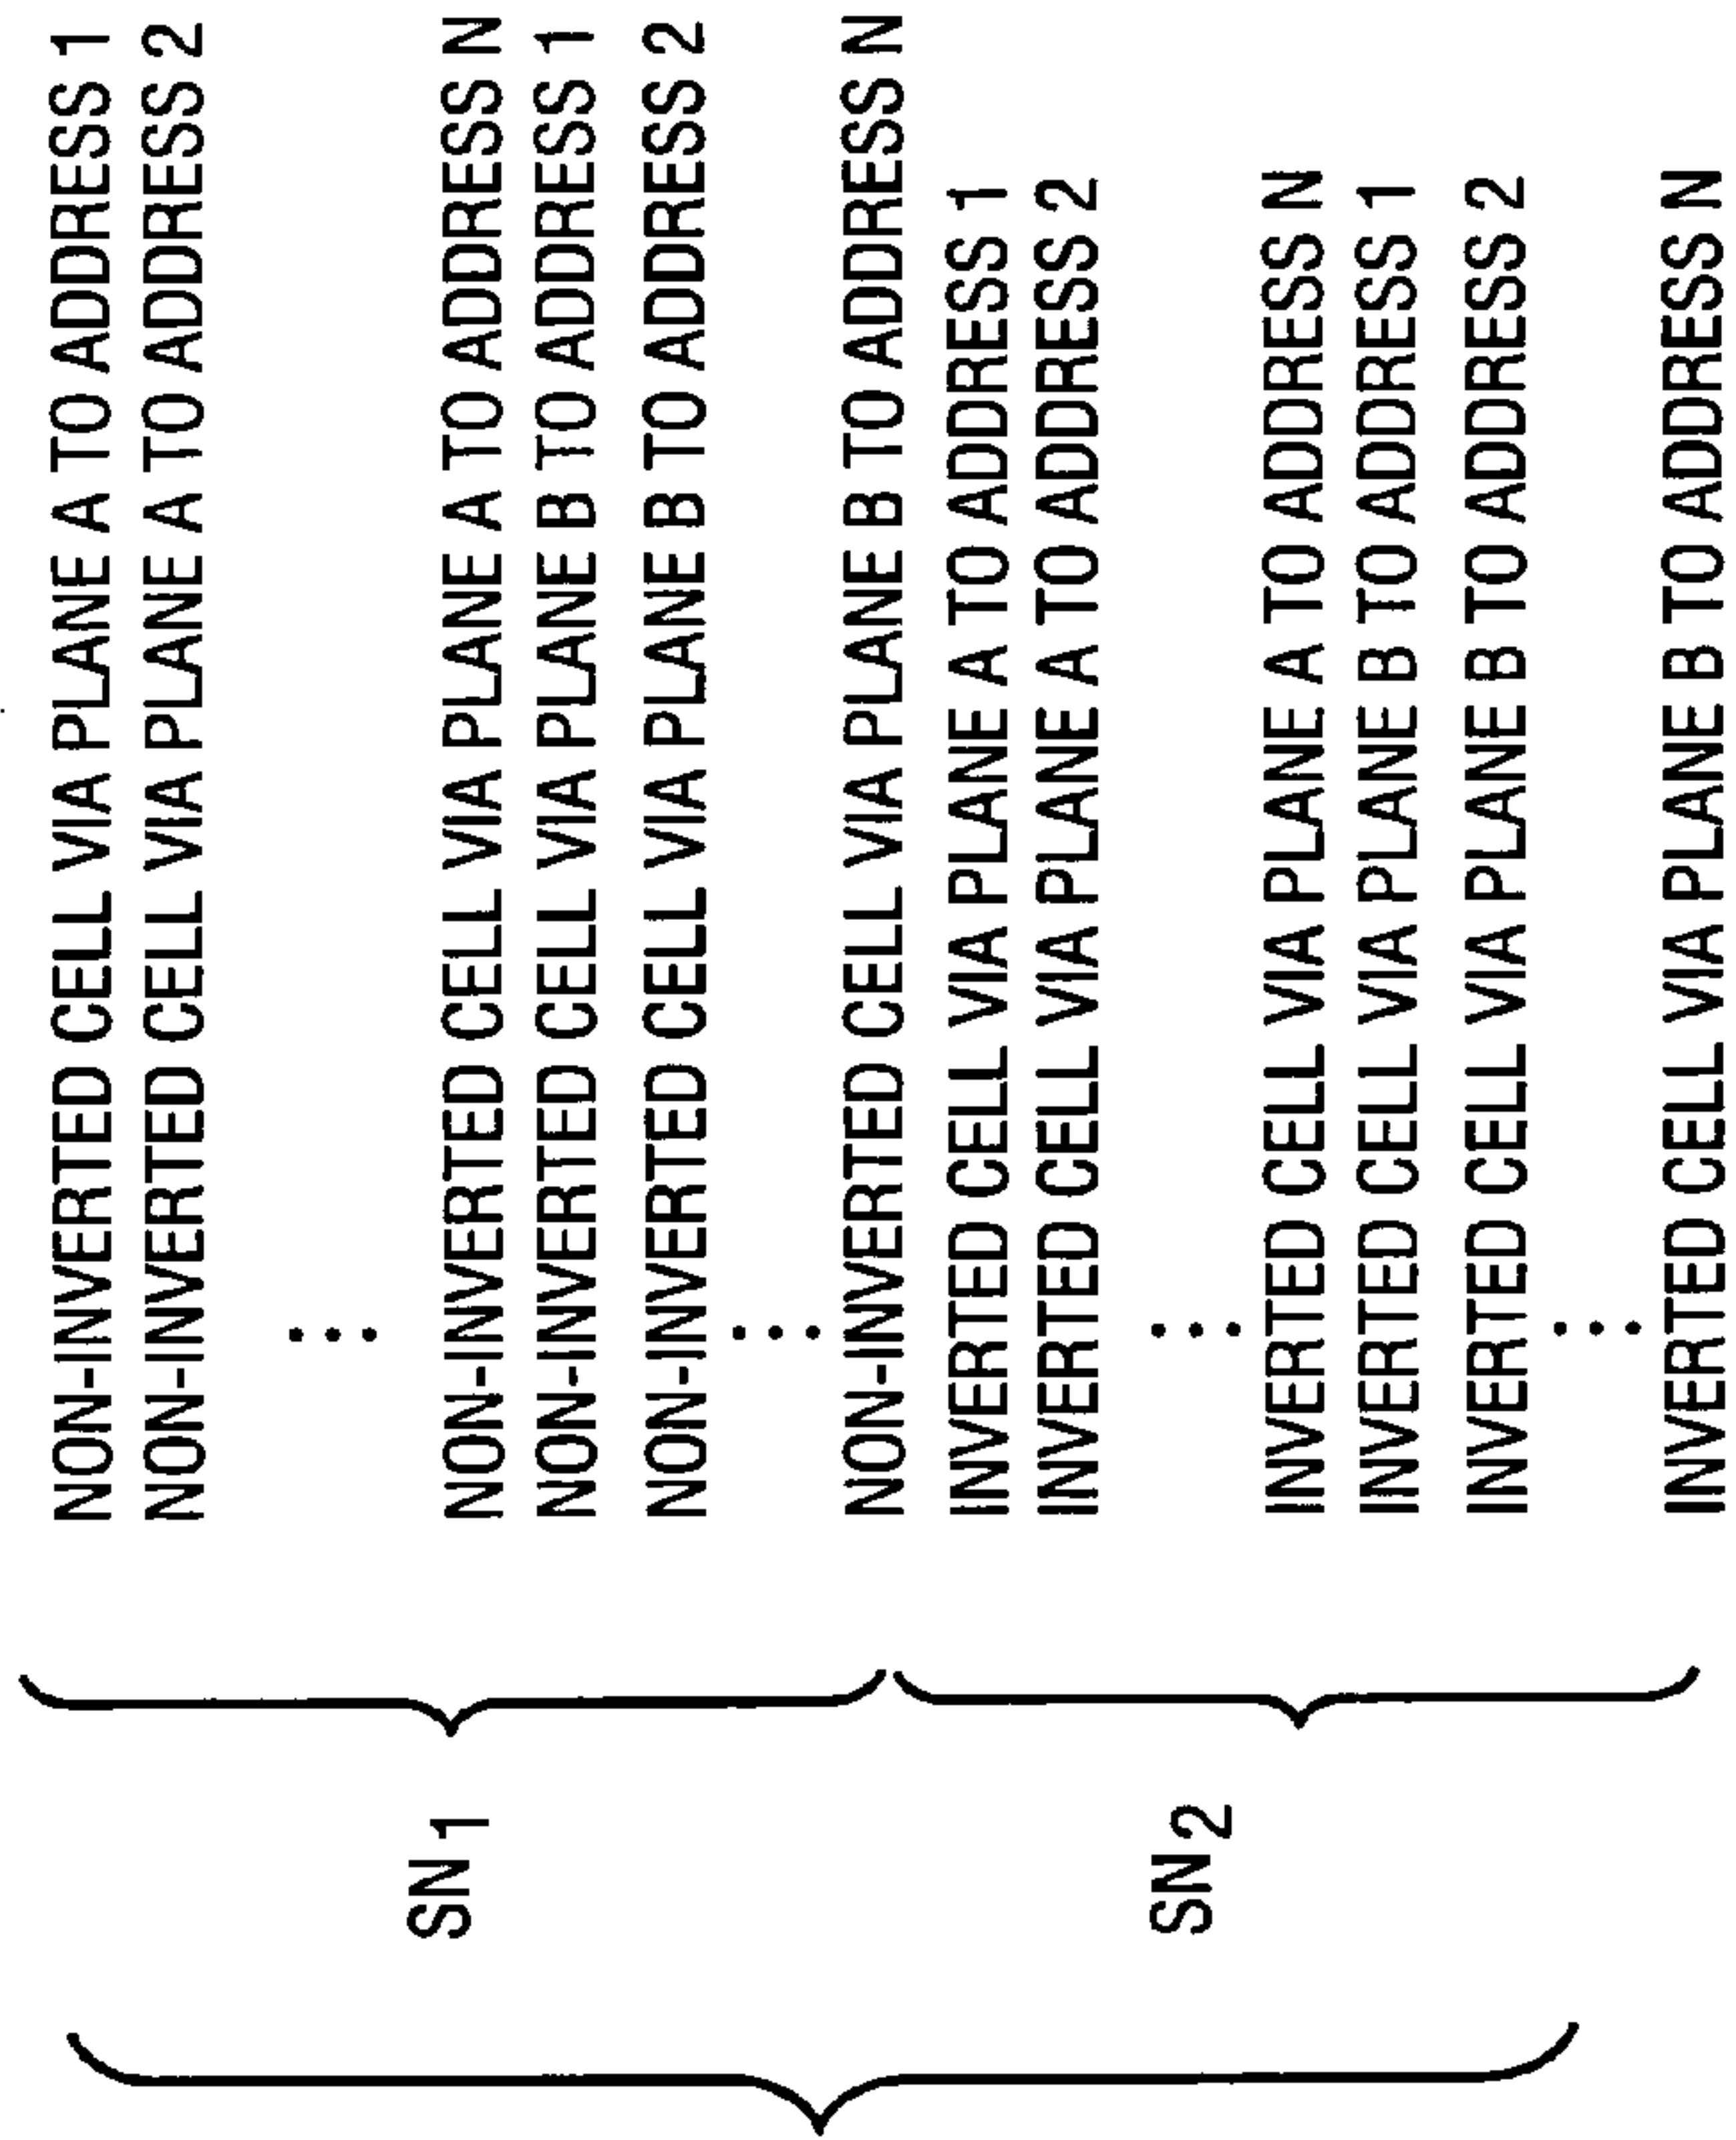 SN1
NON-INVERTED CELL VIA PLANE A TO ADDRESS 1
NON-INVERTED CELL VIA PLANE A TO ADDRESS 2
...
NON-INVERTED CELL VIA PLANE A TO ADDRESS N
NON-INVERTED CELL VIA PLANE B TO ADDRESS 1
NON-INVERTED CELL VIA PLANE B TO ADDRESS 2
...
NON-INVERTED CELL VIA PLANE B TO ADDRESS N
SN2
INVERTED CELL VIA PLANE A TO ADDRESS 1
INVERTED CELL VIA PLANE A TO ADDRESS 2
...
INVERTED CELL VIA PLANE A TO ADDRESS N
INVERTED CELL VIA PLANE B TO ADDRESS 1
INVERTED CELL VIA PLANE B TO ADDRESS 2
...
INVERTED CELL VIA PLANE B TO ADDRESS N